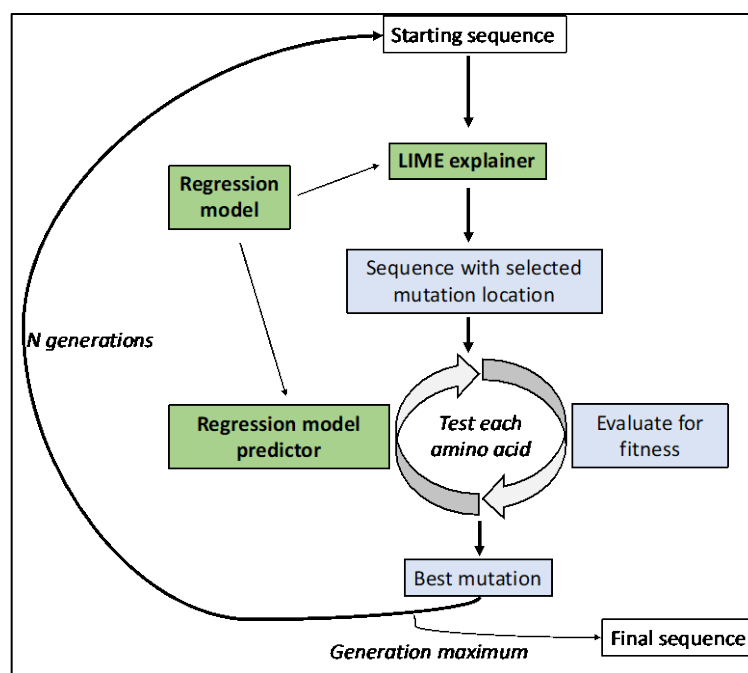 Starting sequence
LIME explainer
Regression
model
Sequence with selected
mutation location
N generations
Regression model
predictor
Test each
amino acid
Evaluate for
fitness
Best mutation
Generation maximum
Final sequence